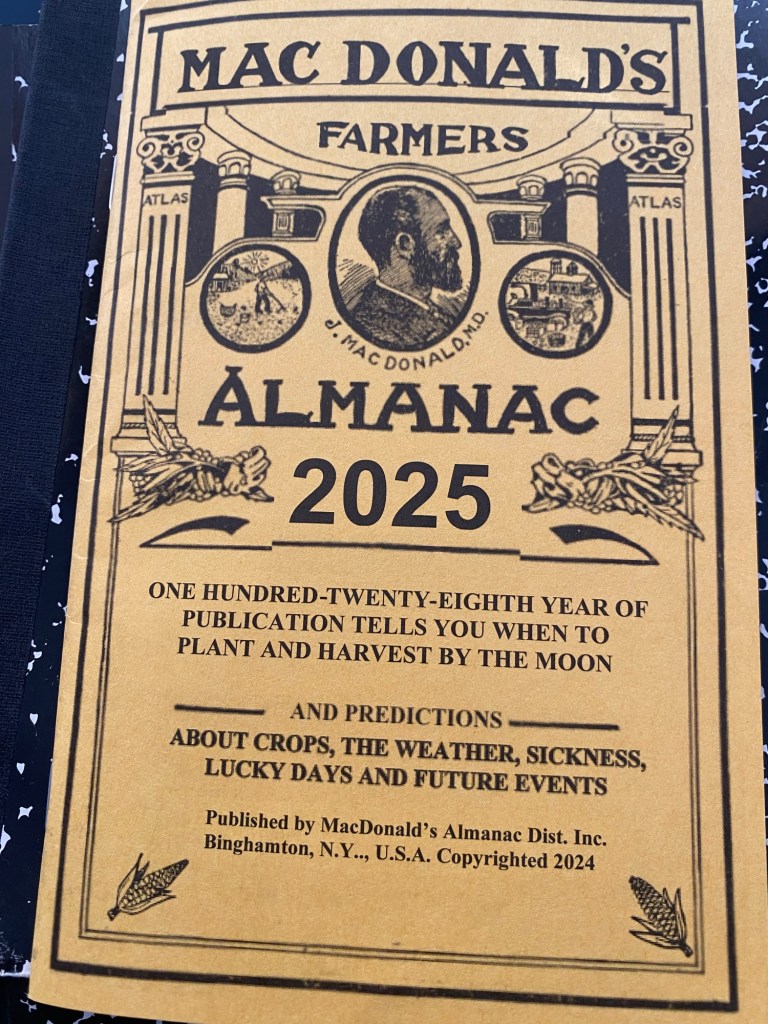 MAC DONALD'S
FARMERS
ATLAS
ATLAS
J. MAC DONALD, M.D.
ALMANAC
2025
ONE HUNDRED-TWENTY-EIGHTH YEAR OF
PUBLICATION TELLS YOU WHEN TO
PLANT AND HARVEST BY THE MOON
AND PREDICTIONS
ABOUT CROPS, THE WEATHER, SICKNESS,
LUCKY DAYS AND FUTURE EVENTS
Published by MacDonald's Almanac Dist. Inc.
Binghamton, N.Y.., U.S.A. Copyrighted 2024